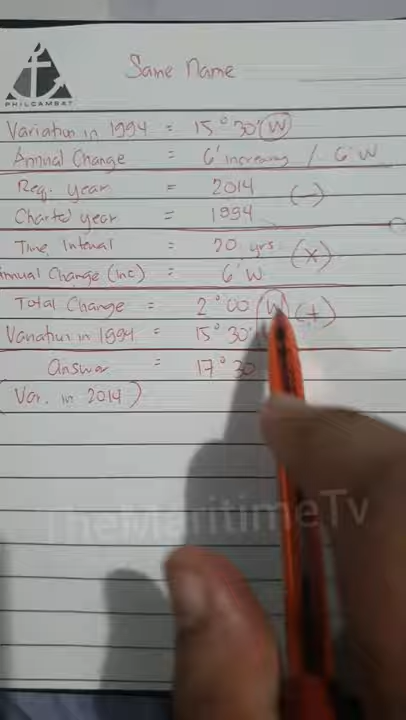 PHILCAMSAT
Same Name
Variation in 1994 = 15° 30' W
Annual Change = 6' increasing / 6' W
Req. year = 2014 (-)
Charted year = 1994
Time Interval = 20 yrs (x)
Annual Change (inc) = 6' W
Total Change = 2° 00' W (+)
Variation in 1994 = 15° 30'
Answer = 17° 30
(Var. in 2014)
TheMaritimeTv